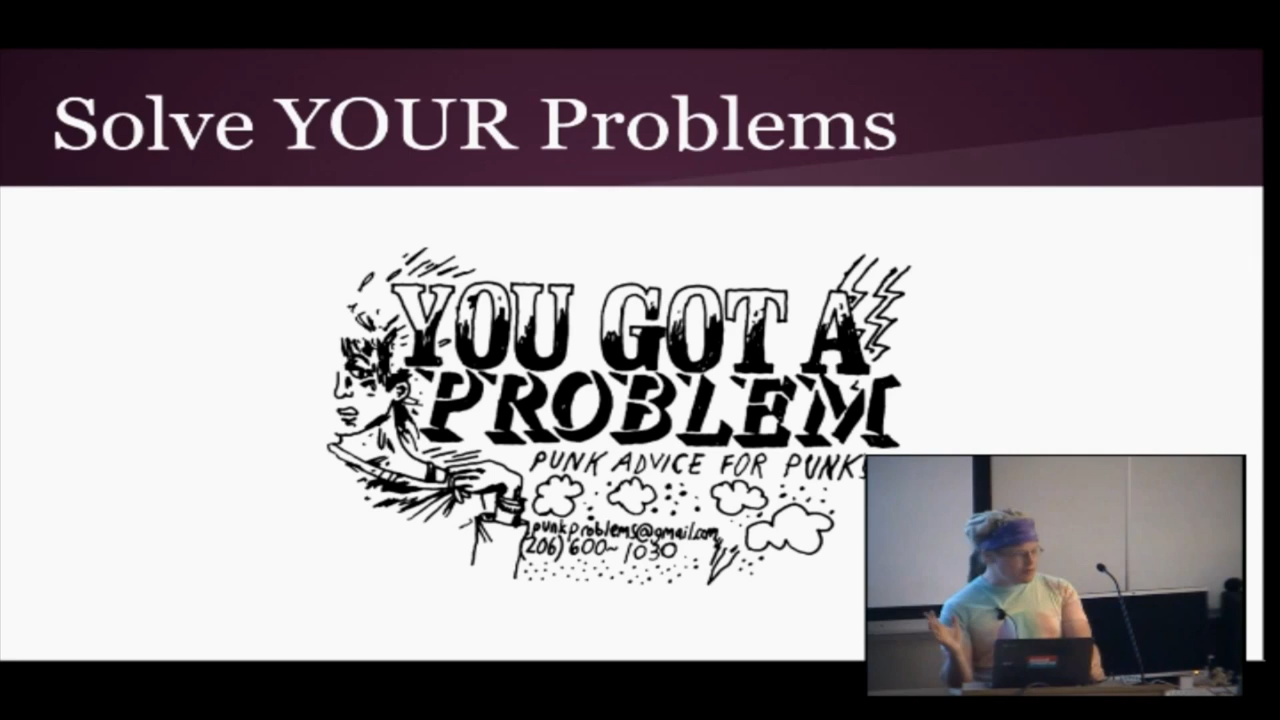 Solve YOUR Problems
YOU GOT A
PROBLEM
PUNK ADVICE FOR PUNKS
punkproblems@gmail.com
(206) 600-1030